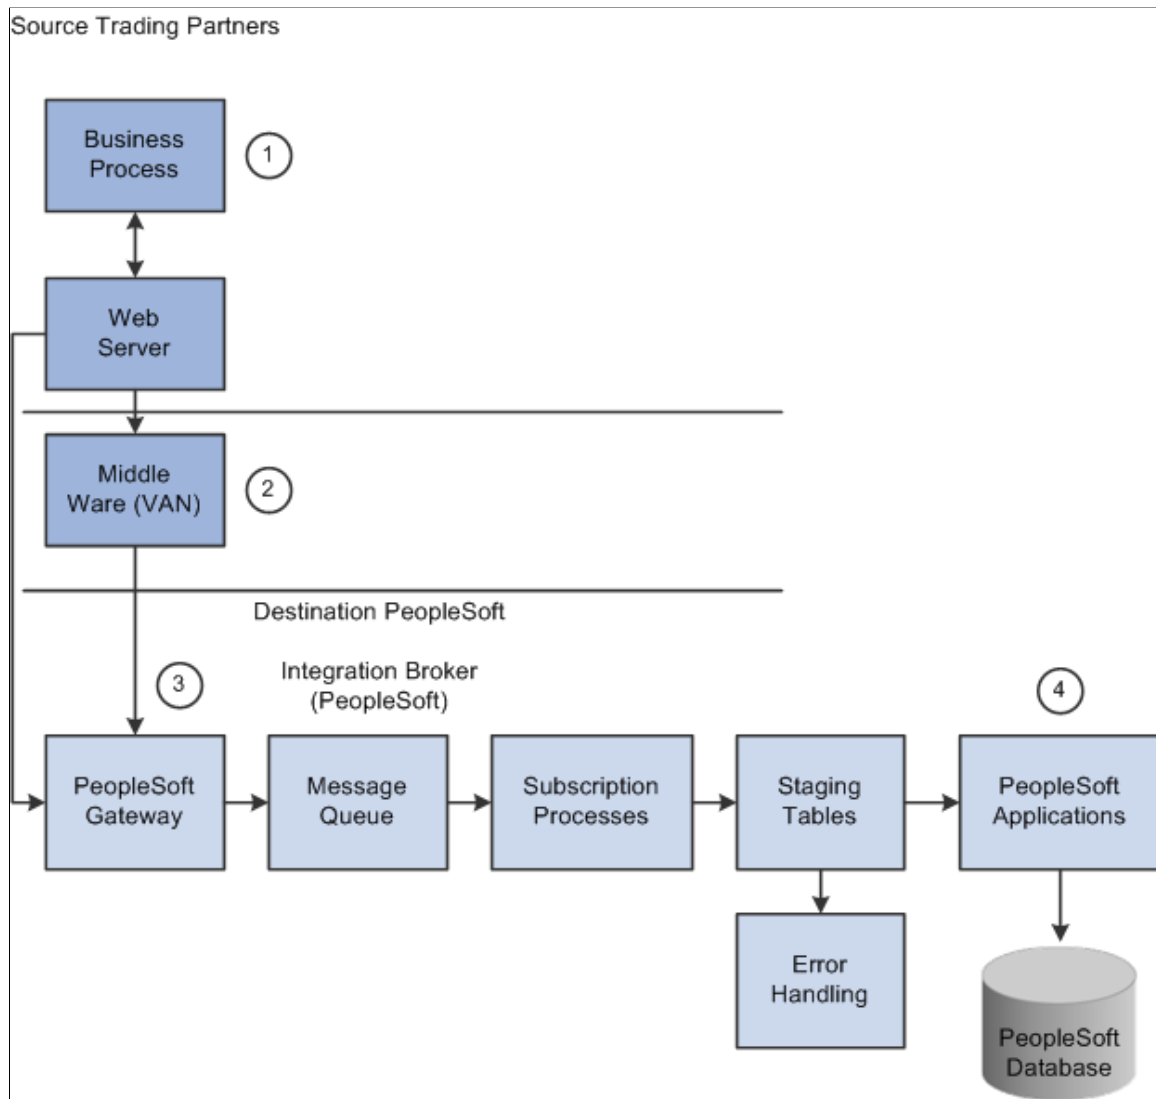 Source Trading Partners
Business
Process
1
Web
Server
Middle
Ware (VAN)
2
Destination PeopleSoft
3
Integration Broker
(PeopleSoft)
4
PeopleSoft
Gateway
Message
Queue
Subscription
Processes
Staging
Tables
PeopleSoft
Applications
Error
Handling
PeopleSoft
Database